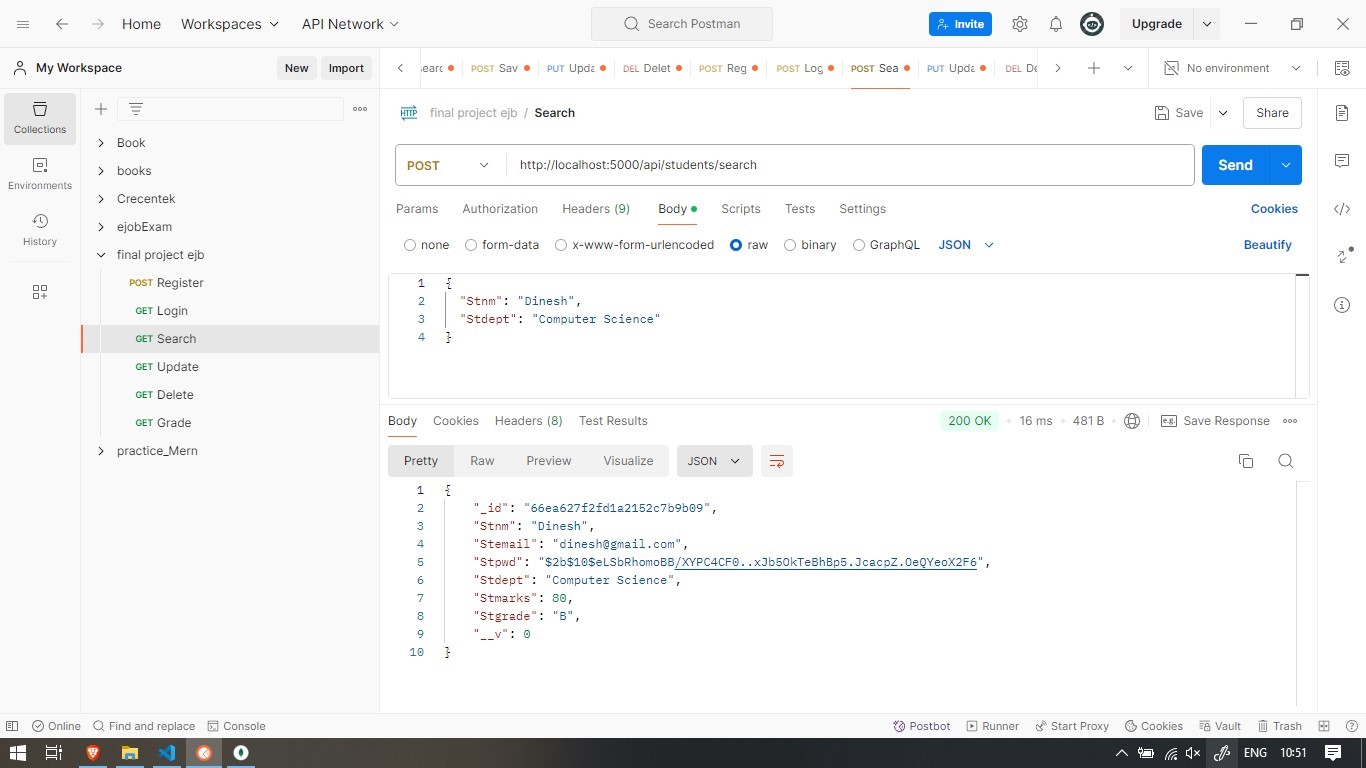 Home Workspaces API Network Search Postman Invite Upgrade
My Workspace New Import
POST Sav PUT Upda DEL Delet POST Reg POST Log POST Sea PUT Upda DEL De No environment
Collections
Environments
History
Book
books
Crecentek
ejobExam
final project ejb
POST Register
GET Login
GET Search
GET Update
GET Delete
GET Grade
practice_Mern
HTTP final project ejb / Search Save Share
POST http://localhost:5000/api/students/search Send
Params Authorization Headers (9) Body Scripts Tests Settings Cookies
none form-data x-www-form-urlencoded raw binary GraphQL JSON Beautify
1 {
2 "Stnm": "Dinesh",
3 "Stdept": "Computer Science"
4 }
Body Cookies Headers (8) Test Results 200 OK 16 ms 481 B e.g. Save Response
Pretty Raw Preview Visualize JSON
1 {
2 "_id": "66ea627f2fd1a2152c7b9b09",
3 "Stnm": "Dinesh",
4 "Stemail": "dinesh@gmail.com",
5 "Stpwd": "$2b$10$eLSbRhomoBB/XYPC4CF0..xJb5OkTeBhBp5.JcacpZ.OeQYeoX2F6",
6 "Stdept": "Computer Science",
7 "Stmarks": 80,
8 "Stgrade": "B",
9 "__v": 0
10 }
Online Find and replace Console Postbot Runner Start Proxy Cookies Vault Trash
ENG 10:51